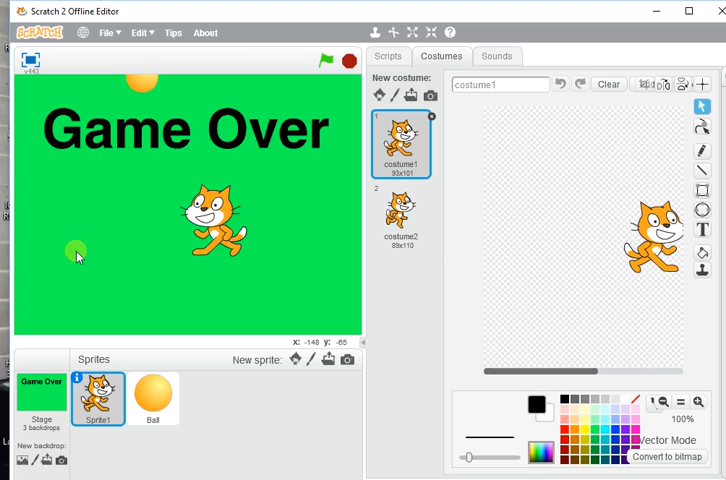 Scratch 2 Offline Editor
SCRATCH File Edit Tips About
v443
Scripts Costumes Sounds
New costume:
costume1
Clear
1
costume1
93x101
2
costume2
89x110
Game Over
x: -148 y: -65
Sprites New sprite:
Game Over
Stage
3 backdrops
Sprite1
Ball
New backdrop:
T
100%
Vector Mode
Convert to bitmap